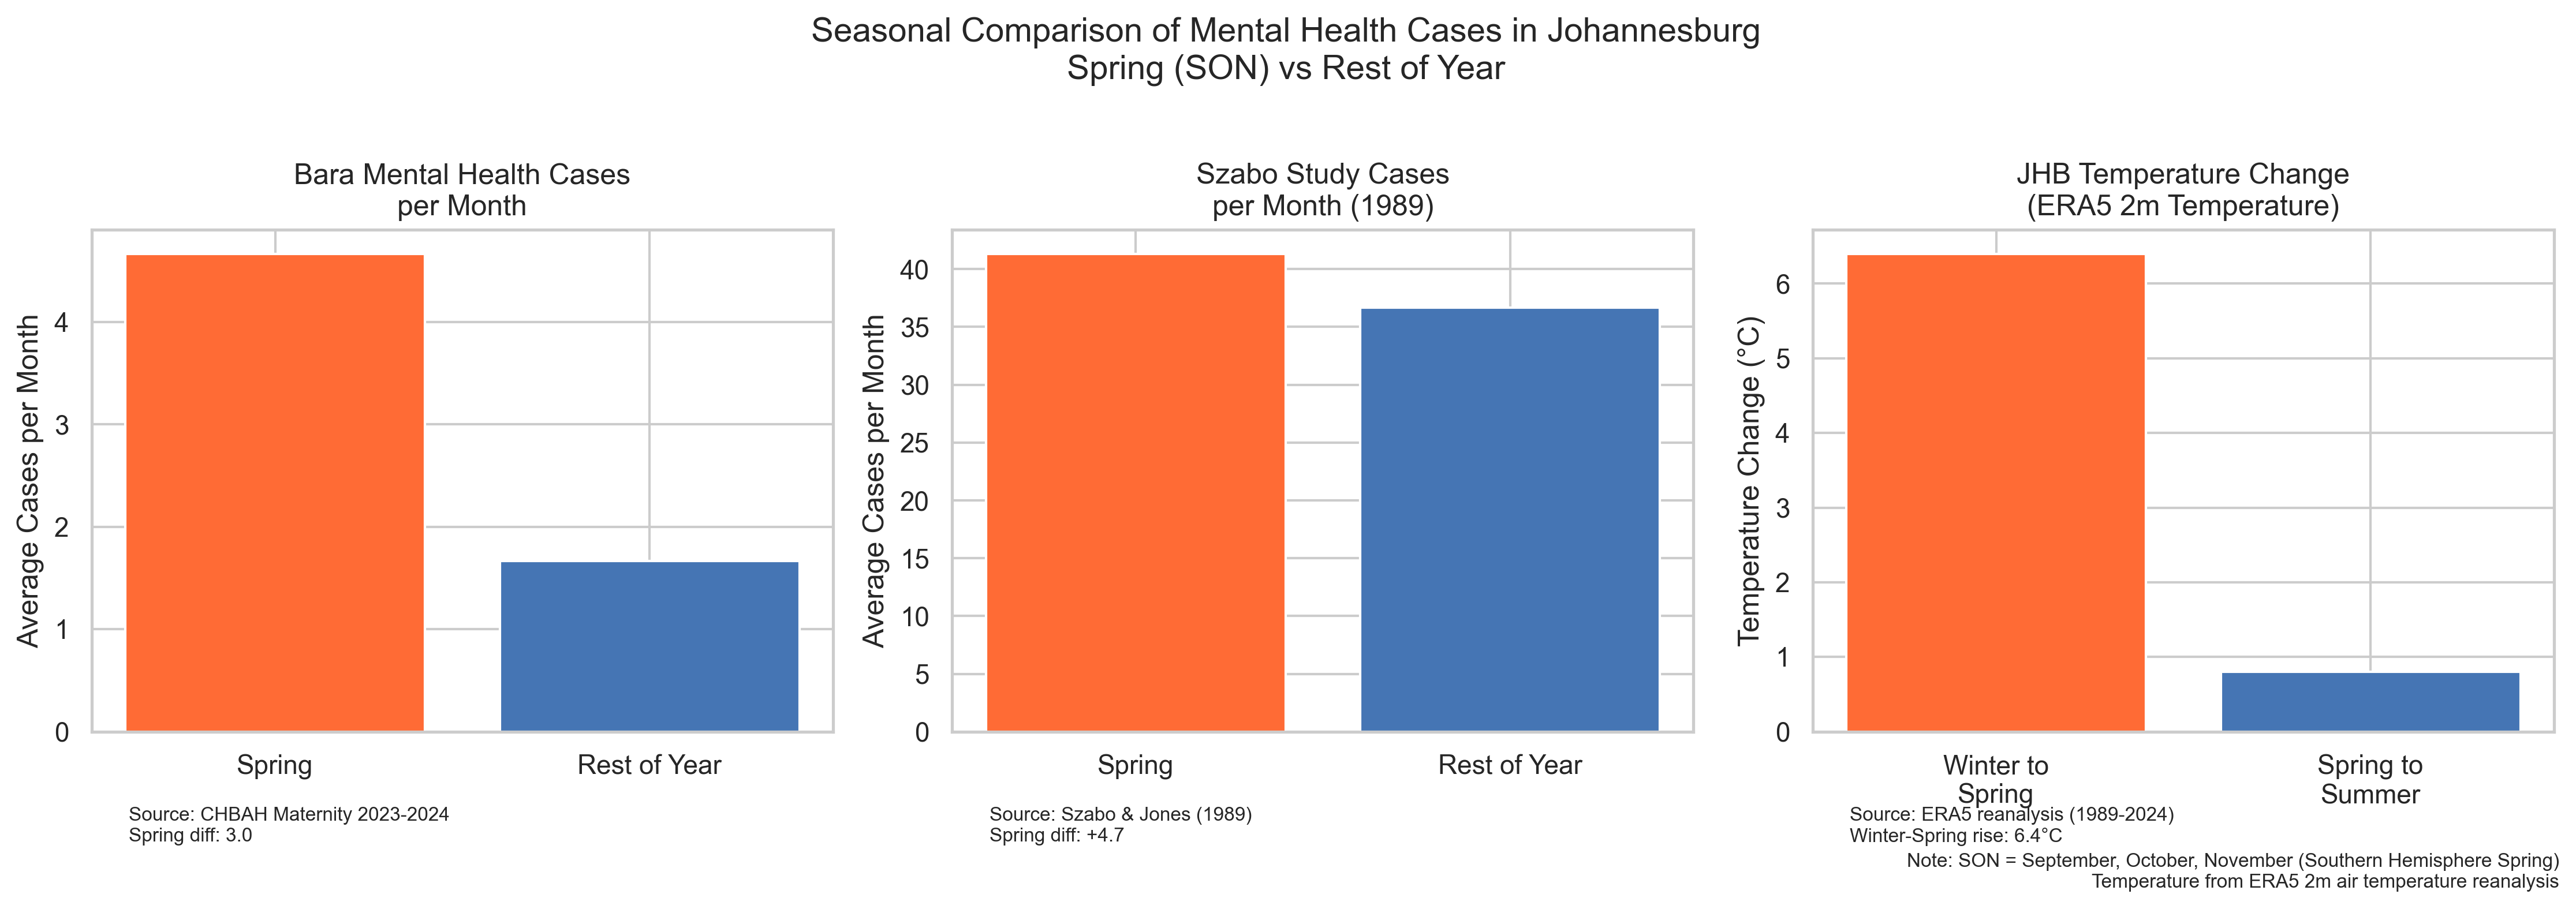 Seasonal Comparison of Mental Health Cases in Johannesburg
Spring (SON) vs Rest of Year
Bara Mental Health Cases
per Month
Average Cases per Month
4
3
2
1
0
Spring
Rest of Year
Source: CHBAH Maternity 2023-2024
Spring diff: 3.0
Szabo Study Cases
per Month (1989)
Average Cases per Month
40
35
30
25
20
15
10
5
0
Spring
Rest of Year
Source: Szabo & Jones (1989)
Spring diff: +4.7
JHB Temperature Change
(ERA5 2m Temperature)
Temperature Change (°C)
6
5
4
3
2
1
0
Winter to
Spring
Spring to
Summer
Source: ERA5 reanalysis (1989-2024)
Winter-Spring rise: 6.4°C
Note: SON = September, October, November (Southern Hemisphere Spring)
Temperature from ERA5 2m air temperature reanalysis